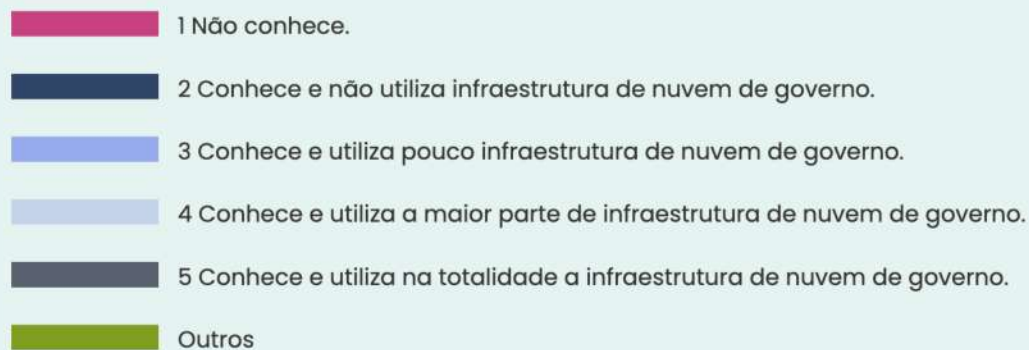 1 Não conhece.
2 Conhece e não utiliza infraestrutura de nuvem de governo.
3 Conhece e utiliza pouco infraestrutura de nuvem de governo.
4 Conhece e utiliza a maior parte de infraestrutura de nuvem de governo.
5 Conhece e utiliza na totalidade a infraestrutura de nuvem de governo.
Outros